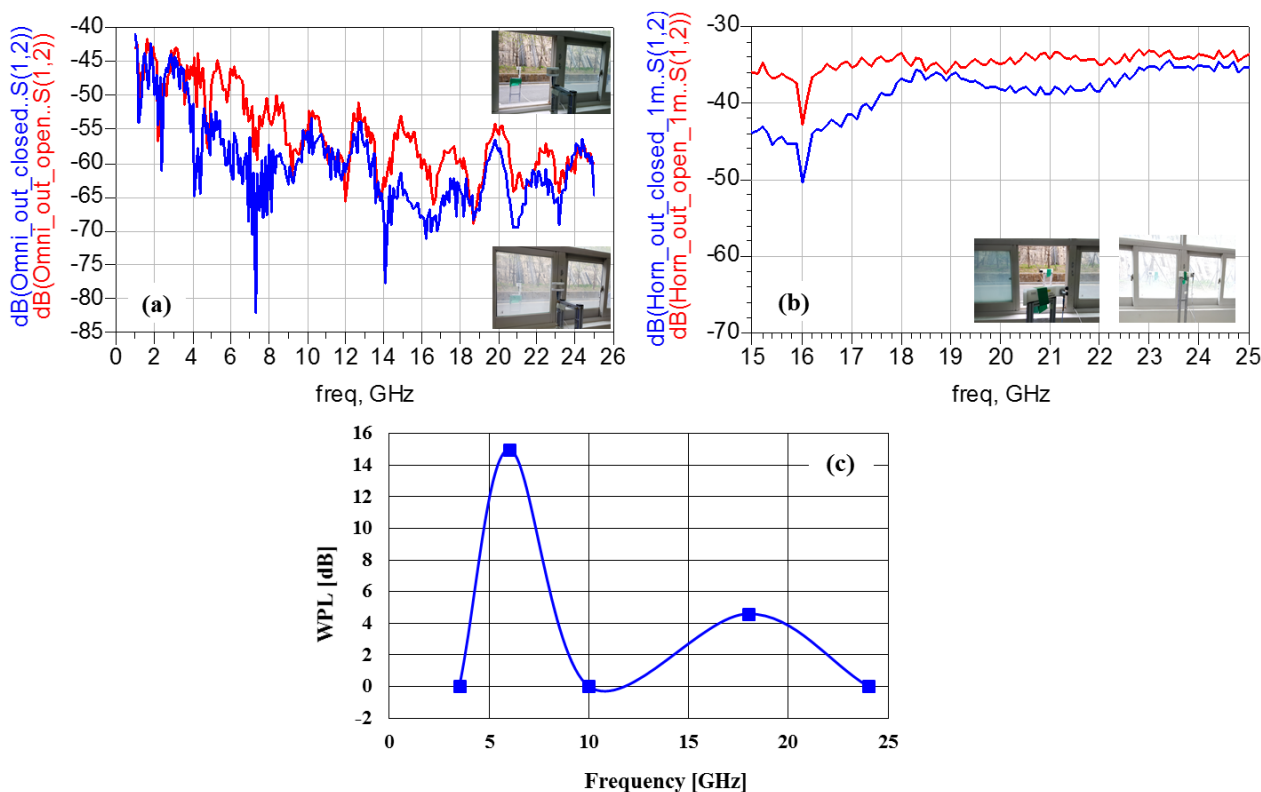 dB(Omni_out_closed..S(1,2))
dB(Omni_out_open..S(1,2))
-40
-45
-50
-55
-60
-65
-70
-75
-80
-85
(a)
0 2 4 6 8 10 12 14 16 18 20 22 24 26
freq, GHz
dB(Horn_out_closed_1m..S(1,2))
dB(Horn_out_open_1m..S(1,2))
-30
-40
-50
-60
-70
(b)
15 16 17 18 19 20 21 22 23 24 25
freq, GHz
WPL [dB]
16
14
12
10
8
6
4
2
0
-2
(c)
0 5 10 15 20 25
Frequency [GHz]